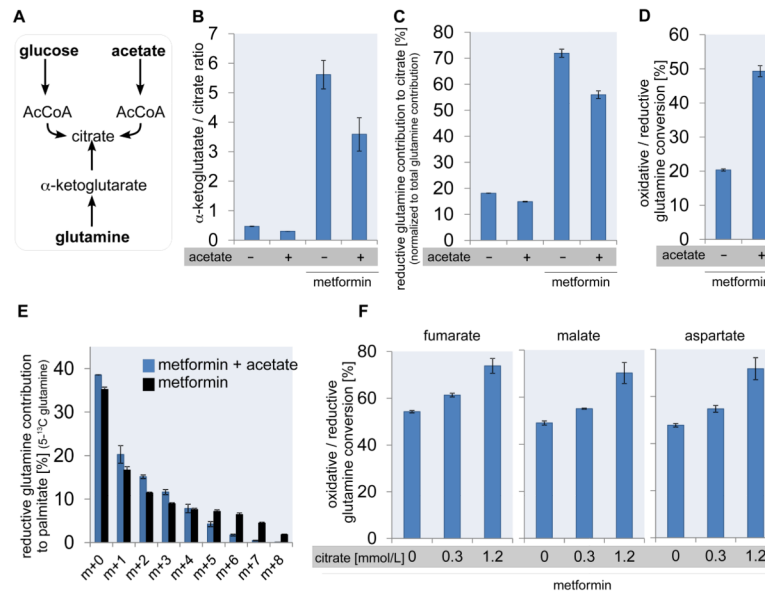 A
glucose acetate
AcCoA AcCoA
citrate
α-ketoglutarate
glutamine
B
α-ketoglutatate / citrate ratio
7
6
5
4
3
2
1
0
acetate – + – +
metformin
C
reductive glutamine contribution to citrate [%]
(normalized to total glutamine contribution)
80
70
60
50
40
30
20
10
0
acetate – + – +
metformin
D
oxidative / reductive
glutamine conversion [%]
60
50
40
30
20
10
0
acetate – +
metformin
E
reductive glutamine contribution
to palmitate [%] (5-¹³C glutamine)
40
30
20
10
0
metformin + acetate
metformin
m+0 m+1 m+2 m+3 m+4 m+5 m+6 m+7 m+8
F
fumarate malate aspartate
oxidative / reductive
glutamine conversion [%]
80
60
40
20
0
citrate [mmol/L] 0 0.3 1.2 0 0.3 1.2 0 0.3 1.2
metformin